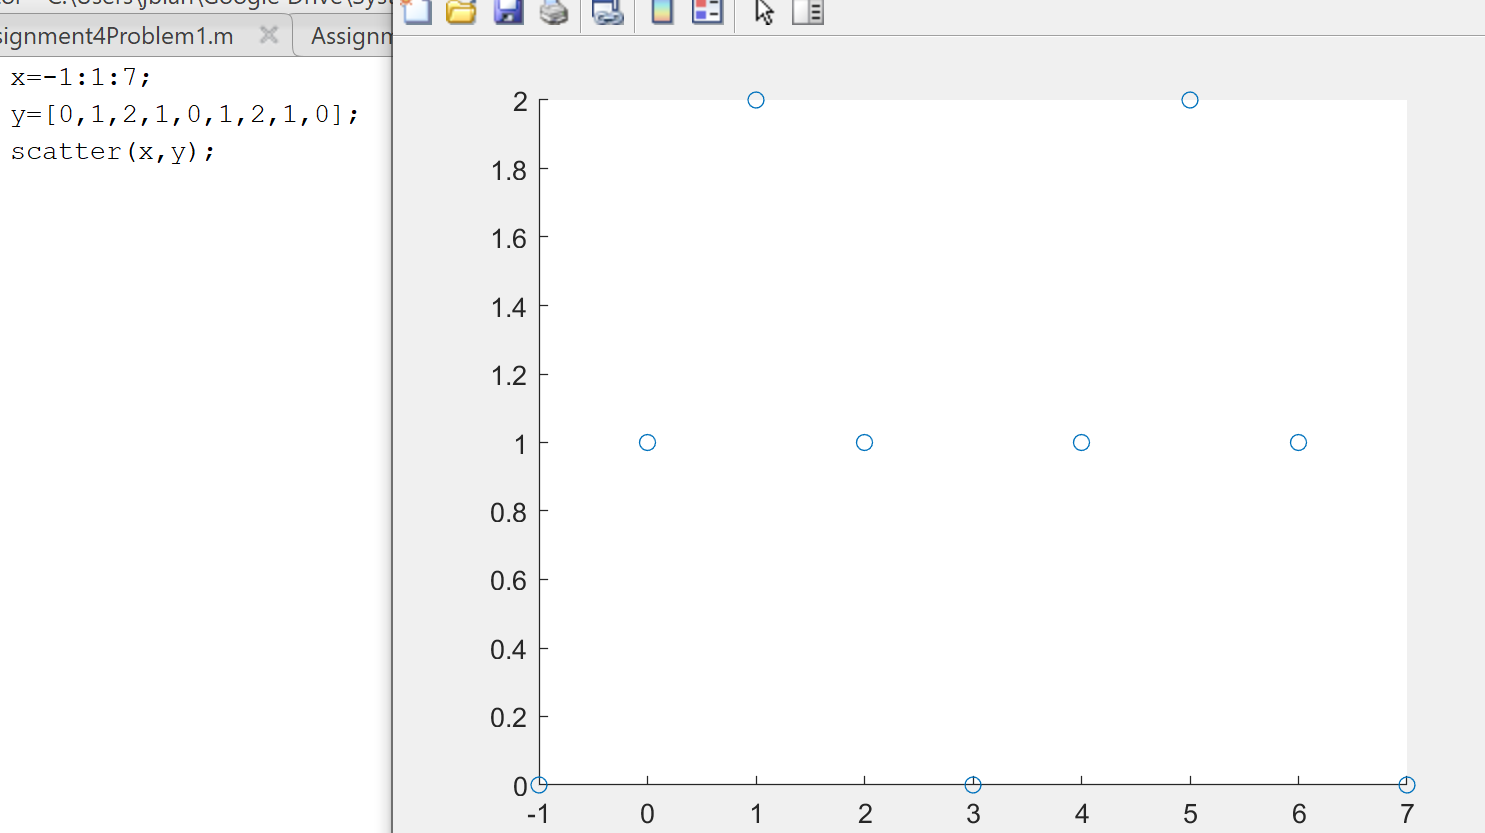 signment4Problem1.m
Assignm
x=-1:1:7;
y=[0,1,2,1,0,1,2,1,0];
scatter(x,y);
2
1.8
1.6
1.4
1.2
1
0.8
0.6
0.4
0.2
0
-1 0 1 2 3 4 5 6 7